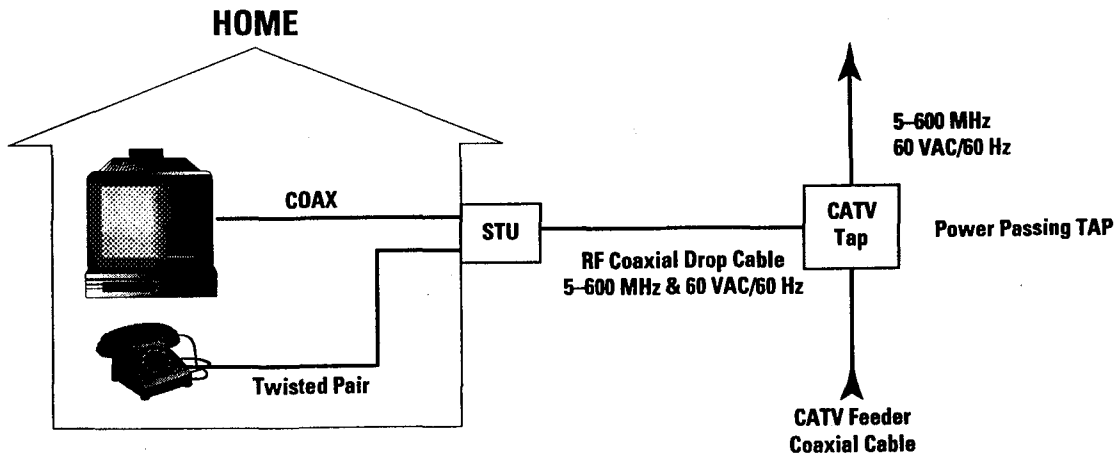 HOME
5–600 MHz
60 VAC/60 Hz
COAX
STU
CATV
Tap
Power Passing TAP
RF Coaxial Drop Cable
5–600 MHz & 60 VAC/60 Hz
Twisted Pair
CATV Feeder
Coaxial Cable